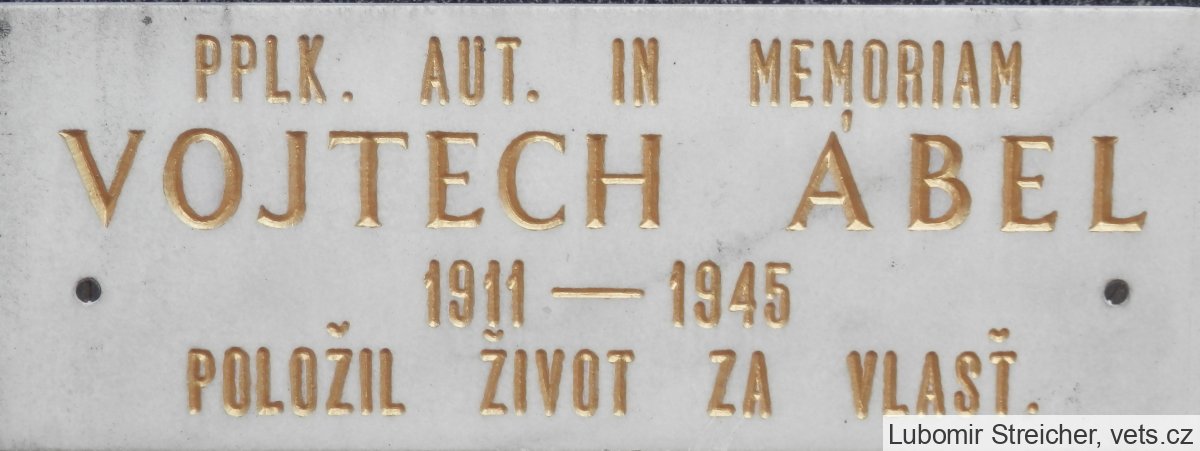 PPLK. AUT. IN MEMORIAM
VOJTECH ÁBEL
1911 — 1945
POLOŽIL ŽIVOT ZA VLASŤ.
Lubomir Streicher, vets.cz